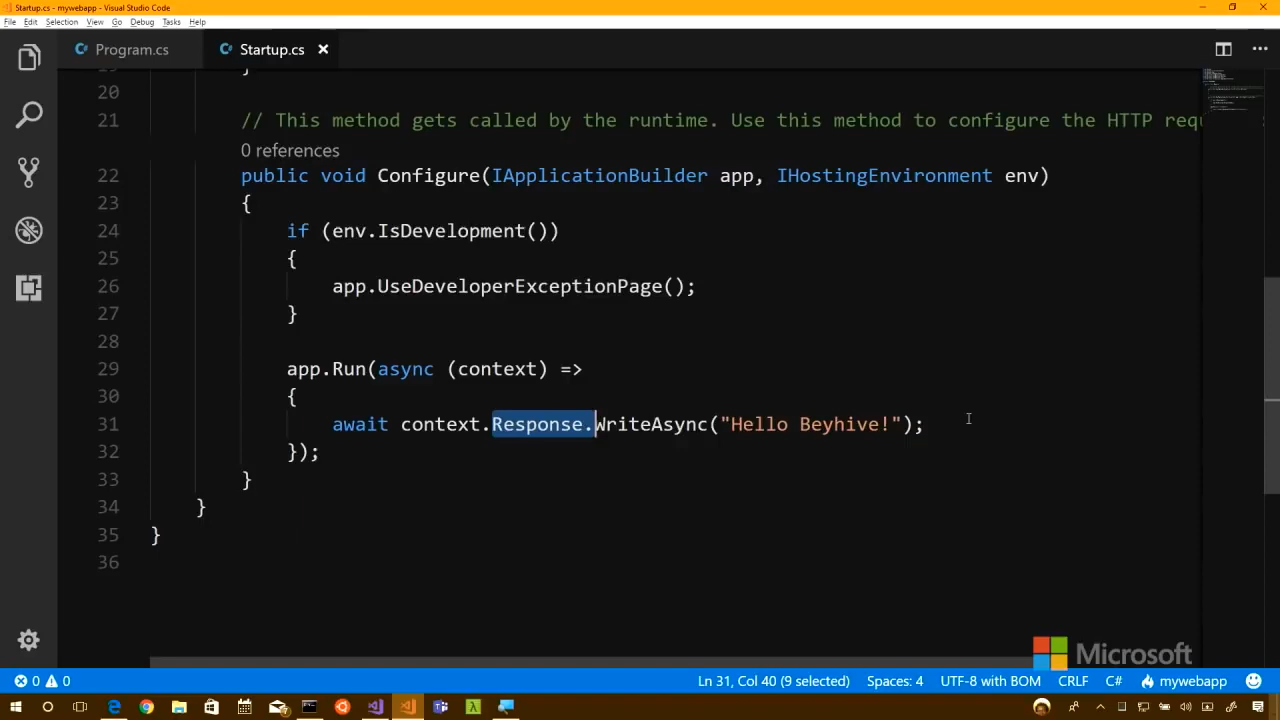 Startup.cs - mywebapp - Visual Studio Code
File Edit Selection View Go Debug Tasks Help
Program.cs Startup.cs
20
21 // This method gets called by the runtime. Use this method to configure the HTTP requ
0 references
22 public void Configure(IApplicationBuilder app, IHostingEnvironment env)
23 {
24 if (env.IsDevelopment())
25 {
26 app.UseDeveloperExceptionPage();
27 }
28
29 app.Run(async (context) =>
30 {
31 await context.Response.WriteAsync("Hello Beyhive!");
32 });
33 }
34 }
35 }
36
Microsoft
0 0 Ln 31, Col 40 (9 selected) Spaces: 4 UTF-8 with BOM CRLF C# mywebapp